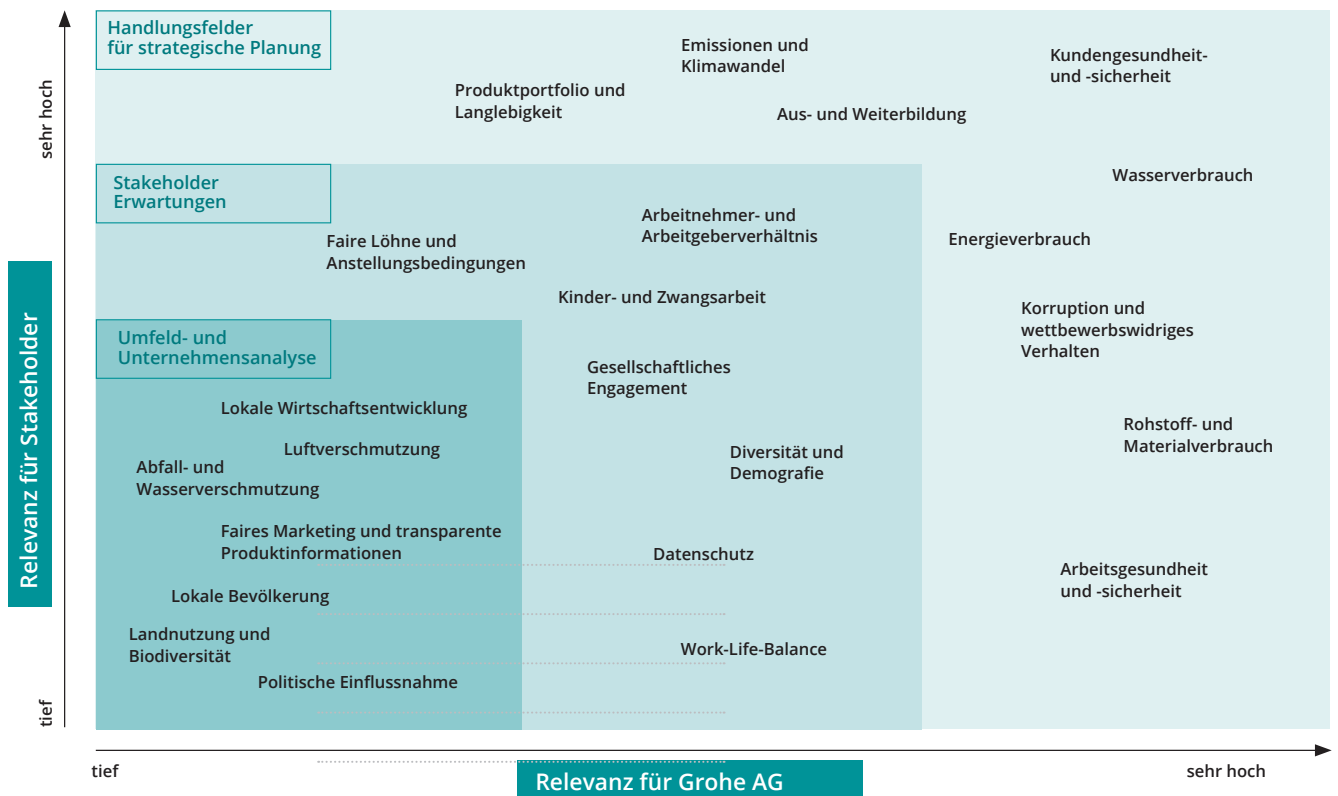 Handlungsfelder
für strategische Planung
Emissionen und
Klimawandel
Kundengesundheit-
und -sicherheit
Produktportfolio und
Langlebigkeit
Aus- und Weiterbildung
sehr hoch
Stakeholder
Erwartungen
Wasserverbrauch
Arbeitnehmer- und
Arbeitgeberverhältnis
Faire Löhne und
Anstellungsbedingungen
Energieverbrauch
Kinder- und Zwangsarbeit
Korruption und
wettbewerbswidriges
Verhalten
Umfeld- und
Unternehmensanalyse
Gesellschaftliches
Engagement
Lokale Wirtschaftsentwicklung
Rohstoff- und
Materialverbrauch
Luftverschmutzung
Diversität und
Demografie
Abfall- und
Wasserverschmutzung
Relevanz für Stakeholder
Faires Marketing und transparente
Produktinformationen
Datenschutz
Arbeitsgesundheit
und -sicherheit
Lokale Bevölkerung
Landnutzung und
Biodiversität
Work-Life-Balance
Politische Einflussnahme
tief
tief
Relevanz für Grohe AG
sehr hoch